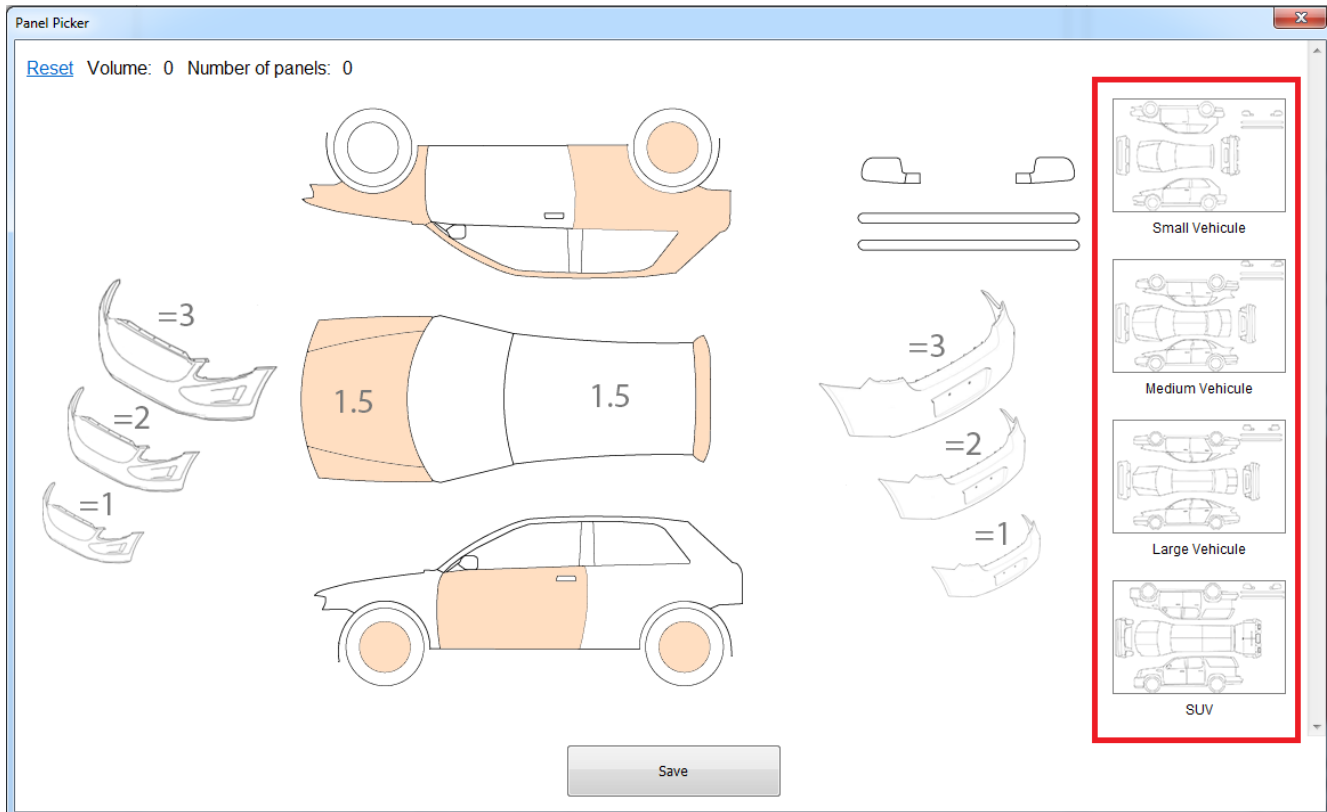 Panel Picker
x
Reset Volume: 0 Number of panels: 0
Small Vehicule
=3
=3
Medium Vehicule
1.5
1.5
=2
=2
=1
=1
Large Vehicule
SUV
Save